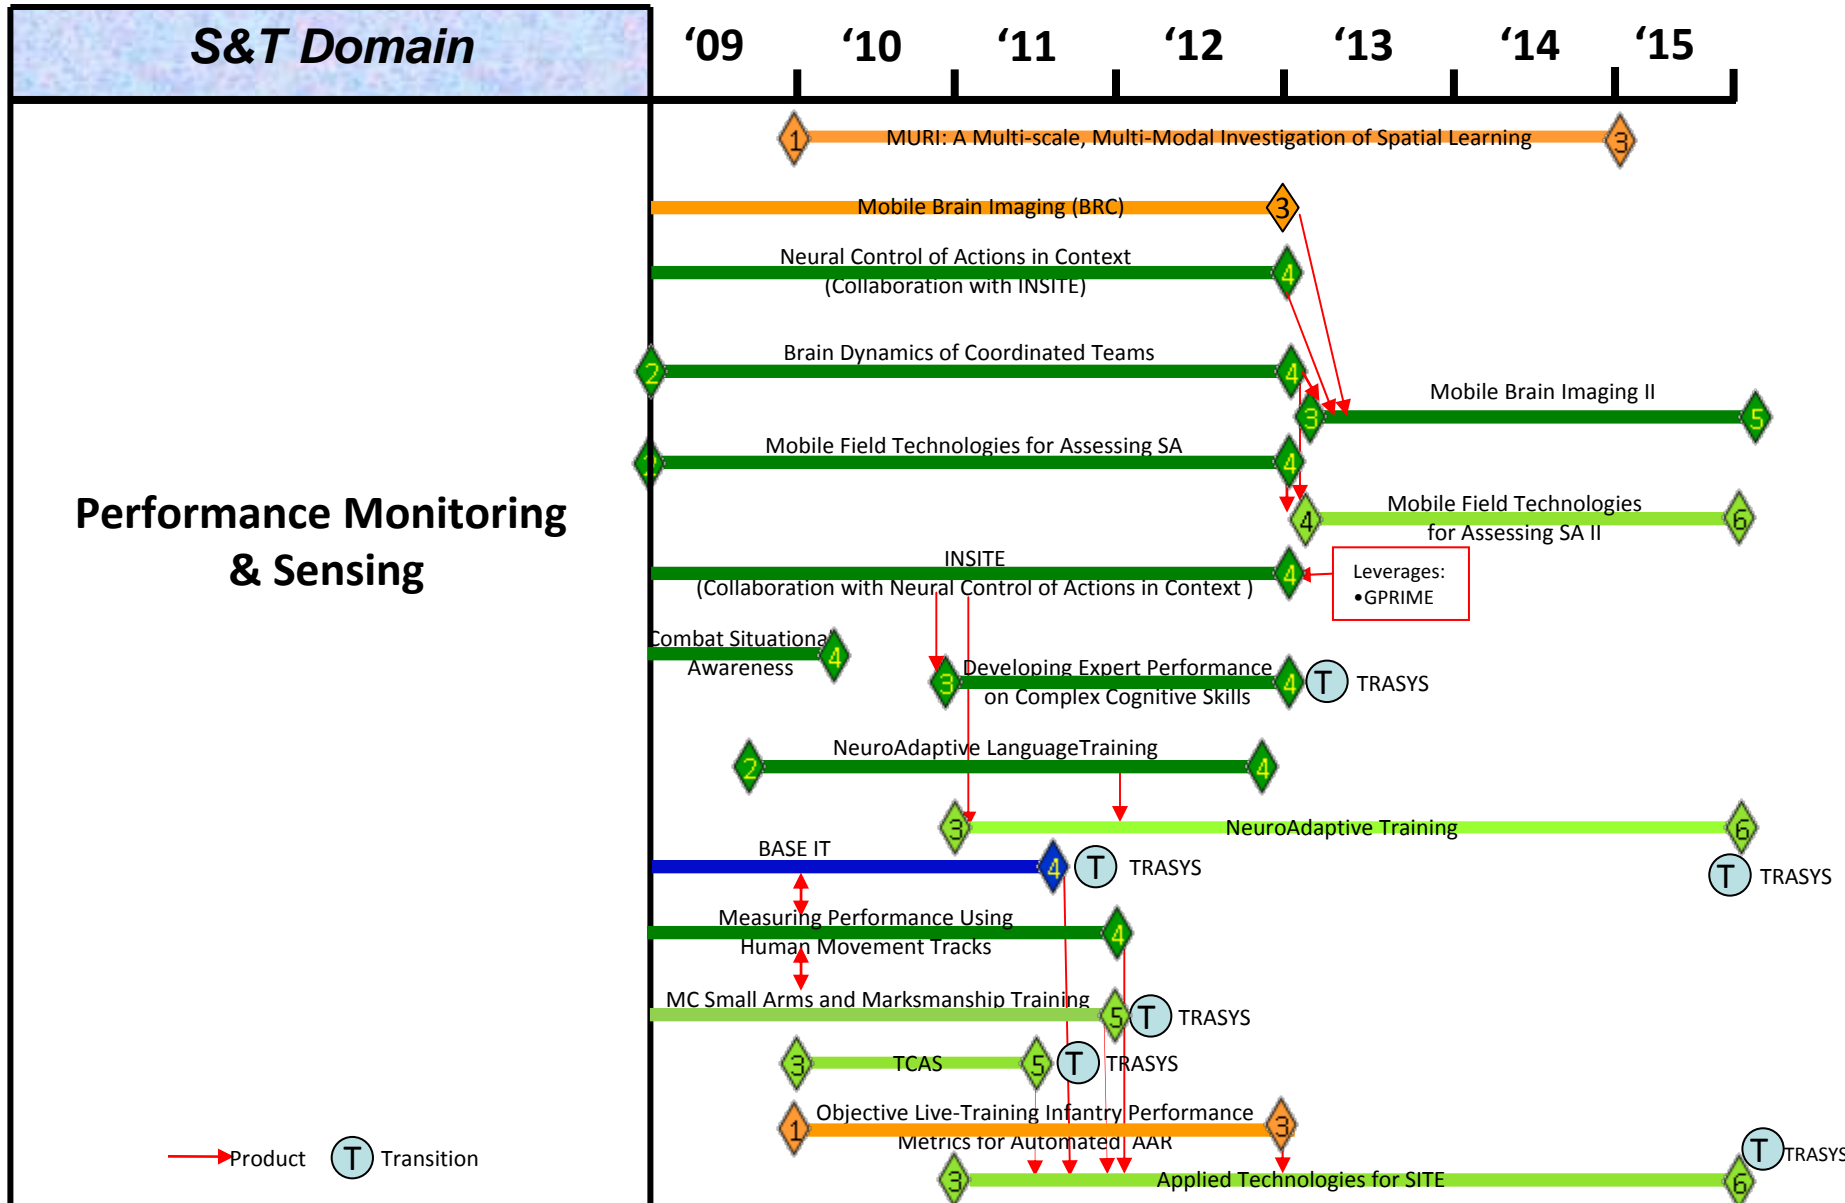 S&T Domain
‘09 ‘10 ‘11 ‘12 ‘13 ‘14 ‘15
Performance Monitoring
& Sensing
1 MURI: A Multi-scale, Multi-Modal Investigation of Spatial Learning 3
Mobile Brain Imaging (BRC) 3
Neural Control of Actions in Context
(Collaboration with INSITE)
4
Brain Dynamics of Coordinated Teams
2 4
Mobile Brain Imaging II
3 5
Mobile Field Technologies for Assessing SA
2 4
Mobile Field Technologies
for Assessing SA II
4 6
INSITE
(Collaboration with Neural Control of Actions in Context )
4
Leverages:
•GPRIME
Combat Situational
Awareness
4
Developing Expert Performance
on Complex Cognitive Skills
3 4 T TRASYS
NeuroAdaptive LanguageTraining
2 4
3 NeuroAdaptive Training 6
T TRASYS
BASE IT
4 T TRASYS
Measuring Performance Using
Human Movement Tracks
4
MC Small Arms and Marksmanship Training
5 T TRASYS
3 TCAS 5 T TRASYS
Objective Live-Training Infantry Performance
Metrics for Automated AAR
1 3
3 Applied Technologies for SITE 6
T TRASYS
Product T Transition